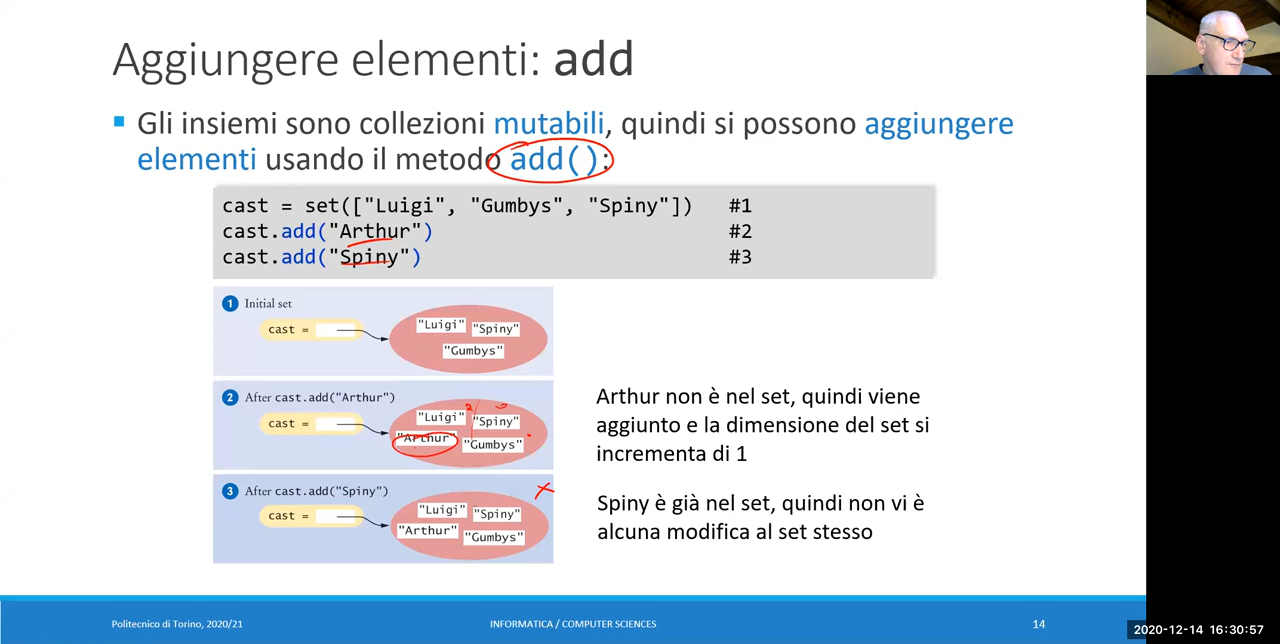 Aggiungere elementi: add
Gli insiemi sono collezioni mutabili, quindi si possono aggiungere
elementi usando il metodo add():
cast = set(["Luigi", "Gumbys", "Spiny"]) #1
cast.add("Arthur") #2
cast.add("Spiny") #3
1 Initial set
cast =
"Luigi" "Spiny"
"Gumbys"
2 After cast.add("Arthur")
cast =
"Luigi" "Spiny"
"Arthur" "Gumbys"
Arthur non è nel set, quindi viene
aggiunto e la dimensione del set si
incrementa di 1
3 After cast.add("Spiny")
cast =
"Luigi" "Spiny"
"Arthur" "Gumbys"
Spiny è già nel set, quindi non vi è
alcuna modifica al set stesso
Politecnico di Torino, 2020/21 INFORMATICA / COMPUTER SCIENCES 14
2020-12-14 16:30:57